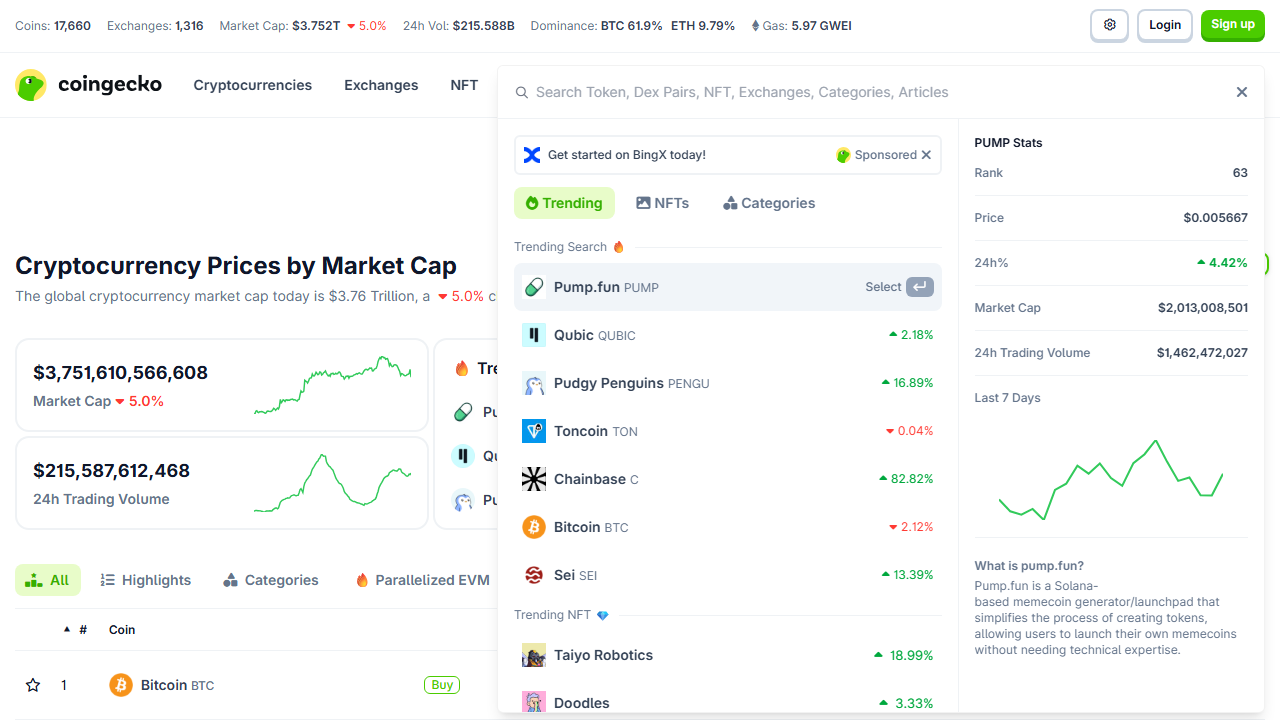 Coins: 17,660 Exchanges: 1,316 Market Cap: $3.752T 5.0% 24h Vol: $215.588B Dominance: BTC 61.9% ETH 9.79% Gas: 5.97 GWEI Login Sign up
coingecko Cryptocurrencies Exchanges NFT
Search Token, Dex Pairs, NFT, Exchanges, Categories, Articles
Get started on BingX today! Sponsored
Trending NFTs Categories
Trending Search
Pump.fun PUMP Select
Qubic QUBIC 2.18%
Pudgy Penguins PENGU 16.89%
Toncoin TON 0.04%
Chainbase C 82.82%
Bitcoin BTC 2.12%
Sei SEI 13.39%
Trending NFT
Taiyo Robotics 18.99%
Doodles 3.33%
PUMP Stats
Rank 63
Price $0.005667
24h% 4.42%
Market Cap $2,013,008,501
24h Trading Volume $1,462,472,027
Last 7 Days
What is pump.fun?
Pump.fun is a Solana-
based memecoin generator/launchpad that
simplifies the process of creating tokens,
allowing users to launch their own memecoins
without needing technical expertise.
Cryptocurrency Prices by Market Cap
The global cryptocurrency market cap today is $3.76 Trillion, a 5.0% c
$3,751,610,566,608
Market Cap 5.0%
$215,587,612,468
24h Trading Volume
Tre
Pu
Qu
Pu
All Highlights Categories Parallelized EVM
# Coin
1 Bitcoin BTC Buy